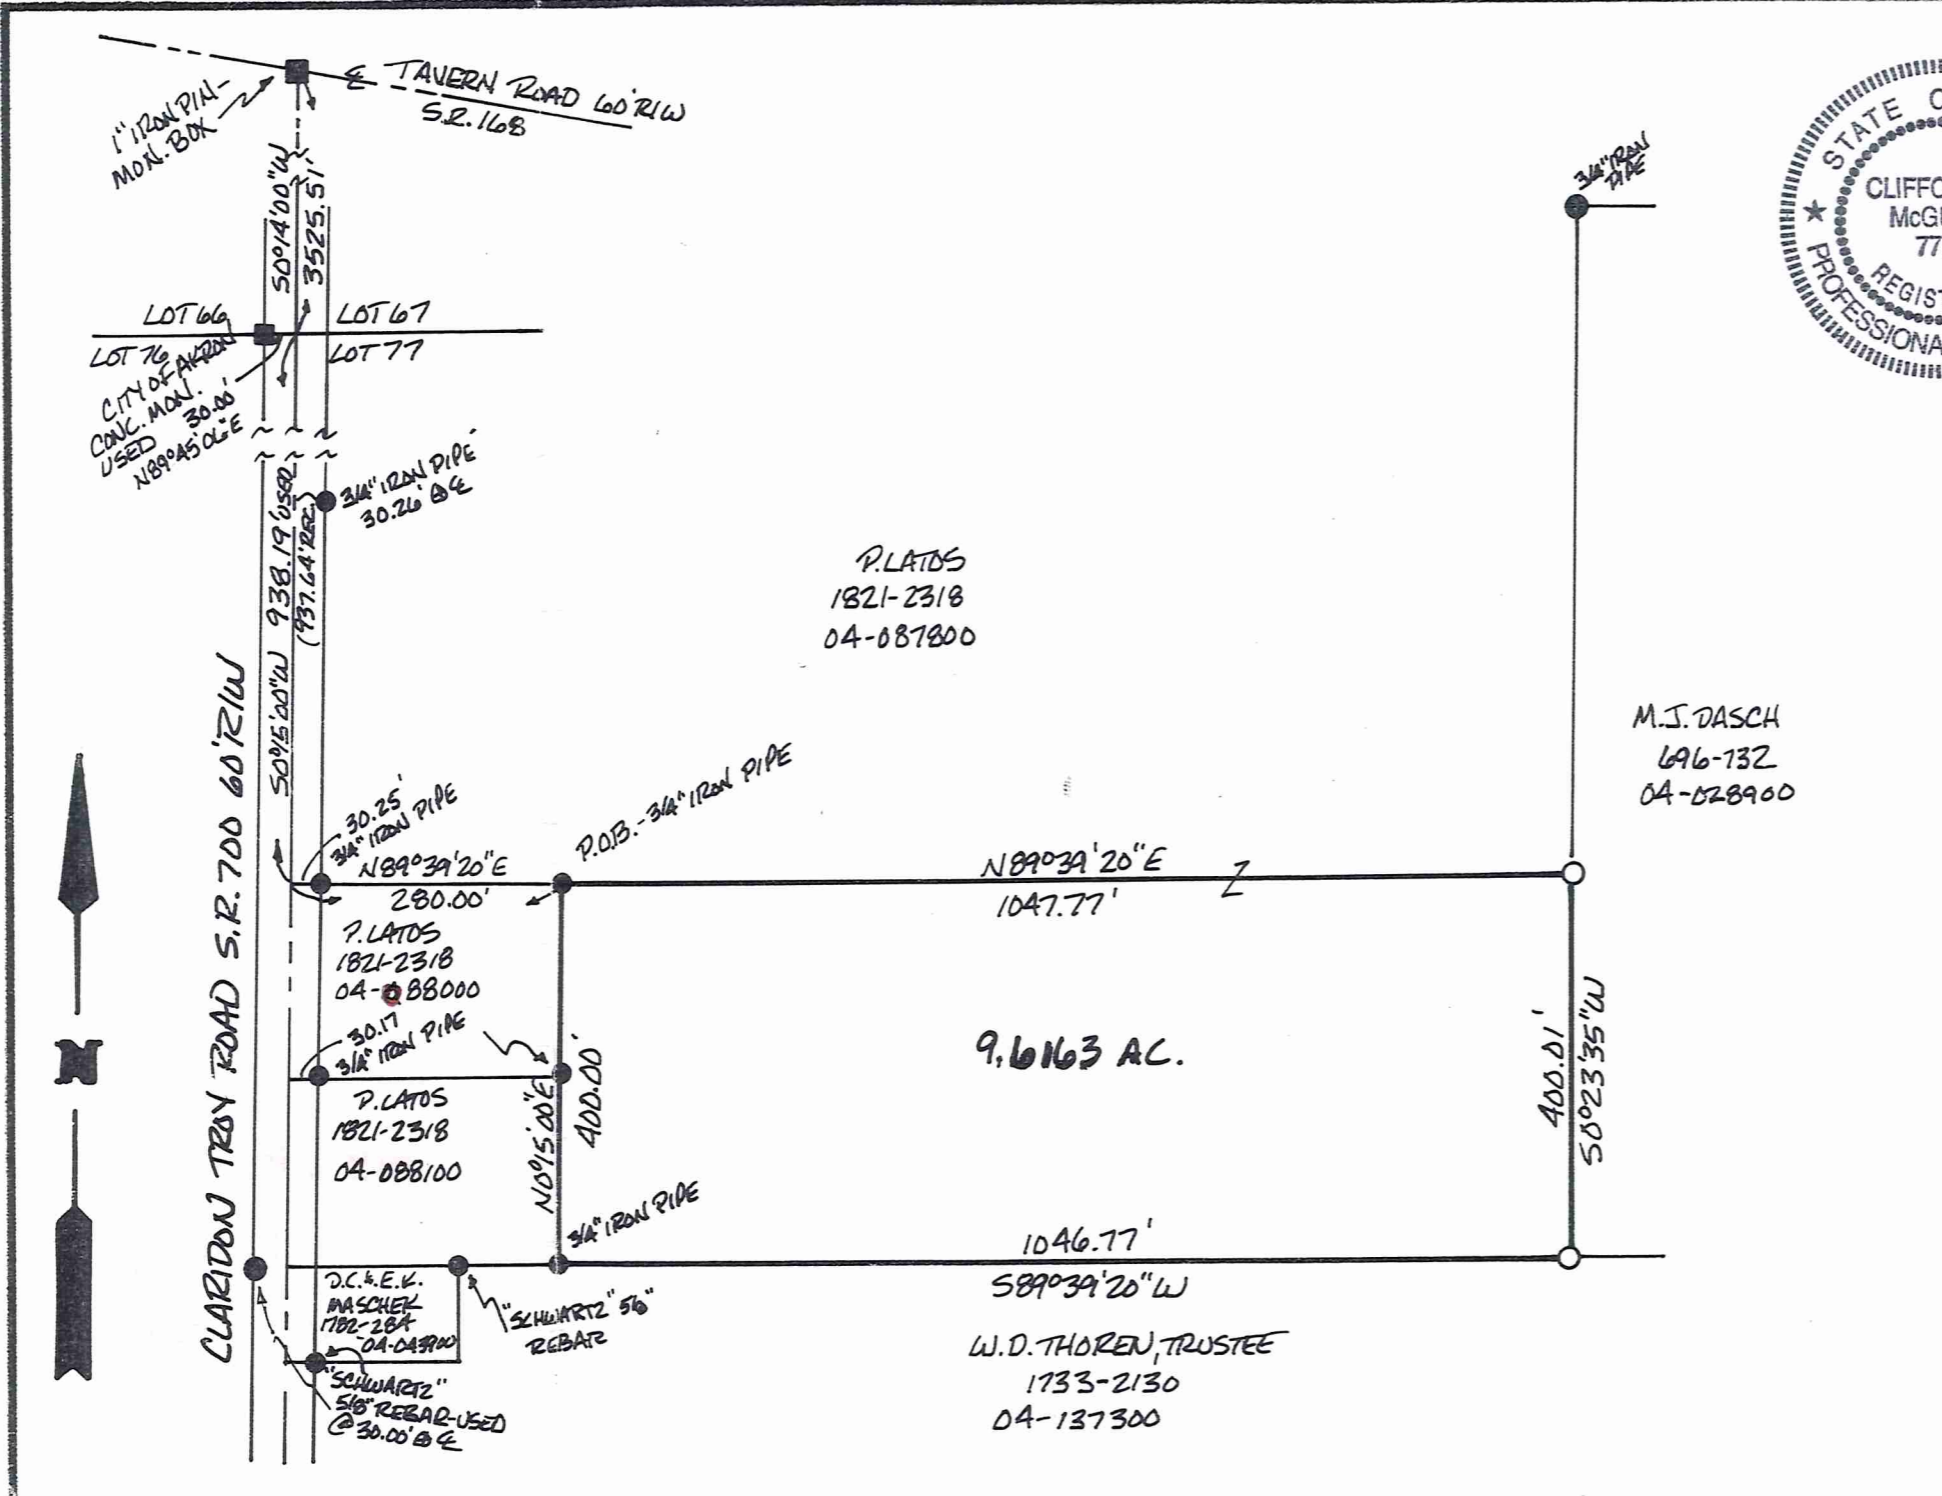 ℄ TAVERN ROAD 60' R/W
S.R. 168
1" IRON PIN-
MON. BOX
S0°14'00"W
3525.51'
LOT 66
LOT 67
LOT 76
LOT 77
CITY OF AKRON
CONC. MON.
USED 30.00'
N89°45'06"E
3/4" IRON PIPE
30.26' ℄
S0°15'00"W 938.19' USED
(937.64' REC.)
3/4" IRON
PIPE
STATE
PROFESSIONA
P. LATOS
1821-2318
04-087800
M.J. DASCH
696-732
04-028900
CLARIDON TROY ROAD S.R. 700 60' R/W
30.25'
3/4" IRON PIPE
P.O.B. - 3/4" IRON PIPE
N89°39'20"E
280.00'
N89°39'20"E
1047.77'
P. LATOS
1821-2318
04-088000
30.17
3/4" IRON PIPE
P. LATOS
1821-2318
04-088100
N0°15'00"E
400.00'
9.6163 AC.
400.01'
S0°23'35"W
N
3/4" IRON PIPE
1046.77'
S89°39'20"W
D.C. & E.K.
MASCHEK
1782-284
04-043900
"SCHWARTZ" 5/8"
REBAR
"SCHWARTZ"
5/8" REBAR-USED
@ 30.00' ℄
W.D. THOREN, TRUSTEE
1733-2130
04-137300